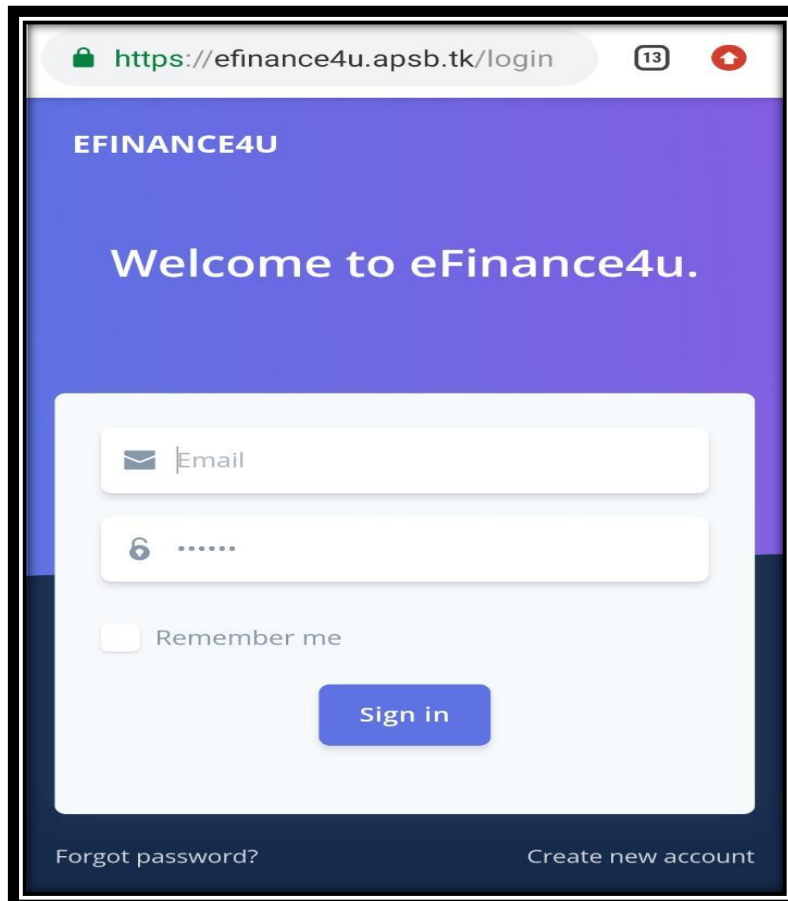 https://efinance4u.apsb.tk/login
13
EFINANCE4U
Welcome to eFinance4u.
Email
••••••
Remember me
Sign in
Forgot password?
Create new account